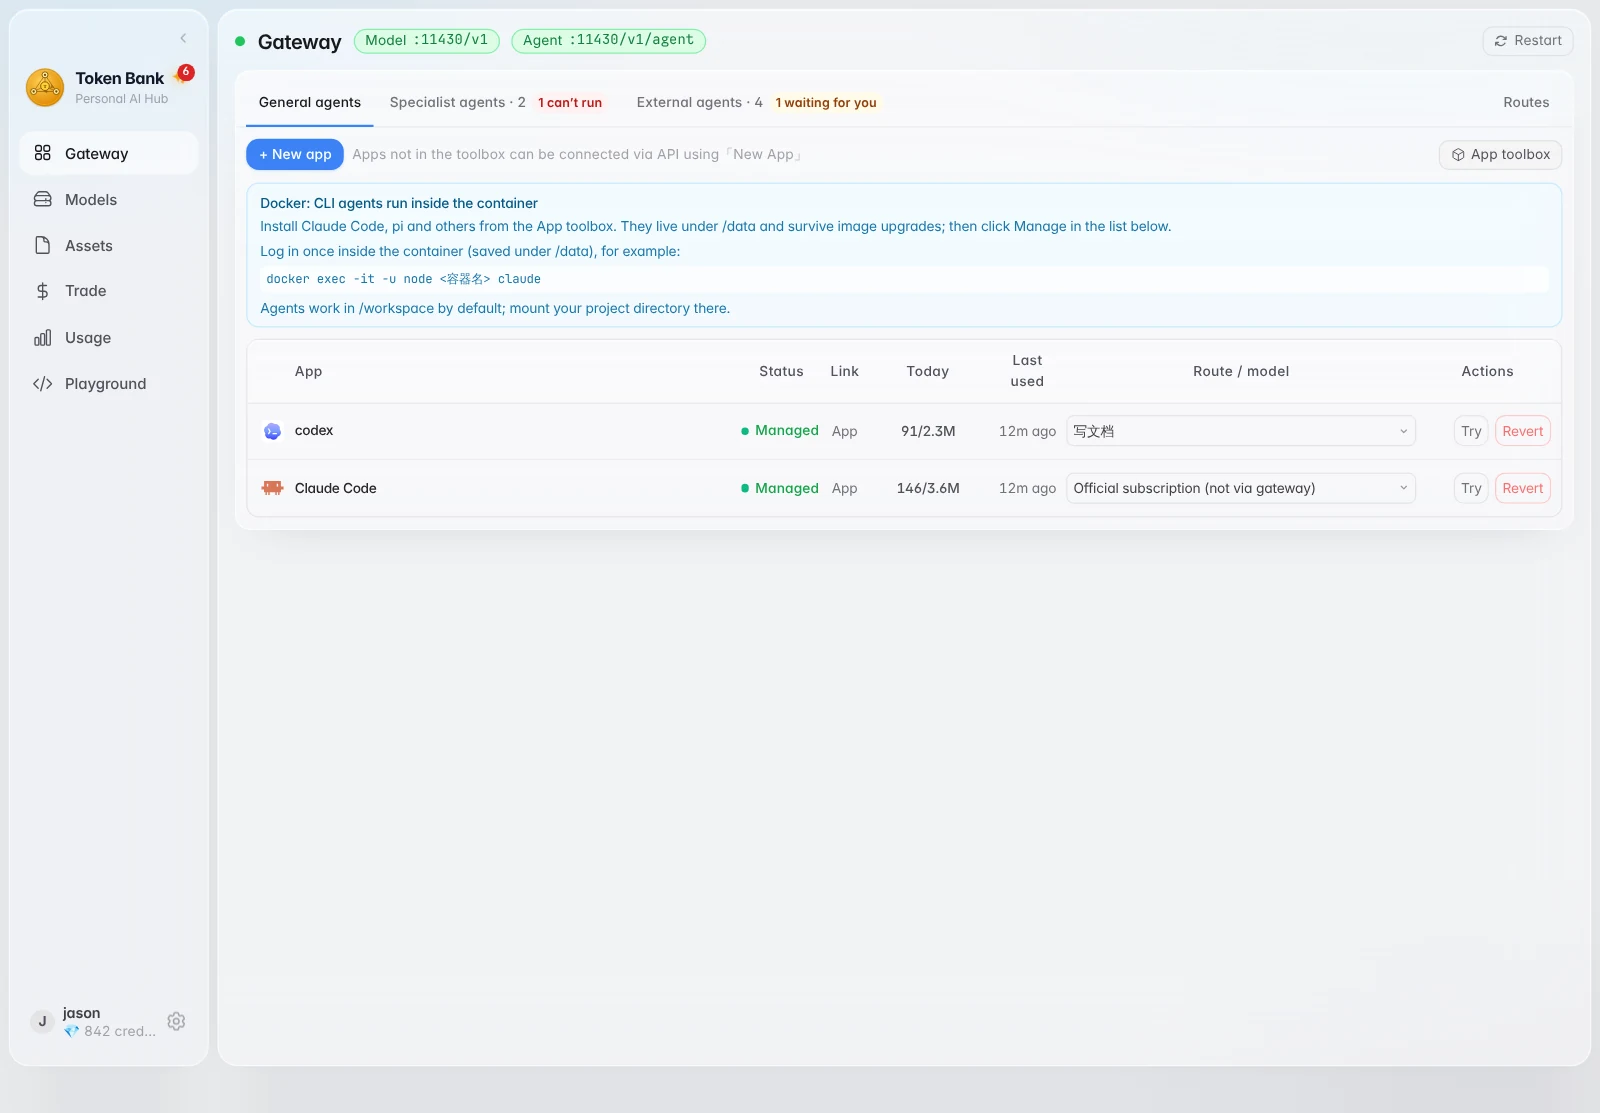 Token Bank
6
Personal AI Hub
Gateway
Models
Assets
Trade
Usage
Playground
J
jason
842 cred...
Gateway
Model :11430/v1
Agent :11430/v1/agent
Restart
General agents
Specialist agents · 2
1 can't run
External agents · 4
1 waiting for you
Routes
+ New app
Apps not in the toolbox can be connected via API using「New App」
App toolbox
Docker: CLI agents run inside the container
Install Claude Code, pi and others from the App toolbox. They live under /data and survive image upgrades; then click Manage in the list below.
Log in once inside the container (saved under /data), for example:
docker exec -it -u node <容器名> claude
Agents work in /workspace by default; mount your project directory there.
App Status Link Today Last used Route / model Actions
codex Managed App 91/2.3M 12m ago 写文档 Try Revert
Claude Code Managed App 146/3.6M 12m ago Official subscription (not via gateway) Try Revert